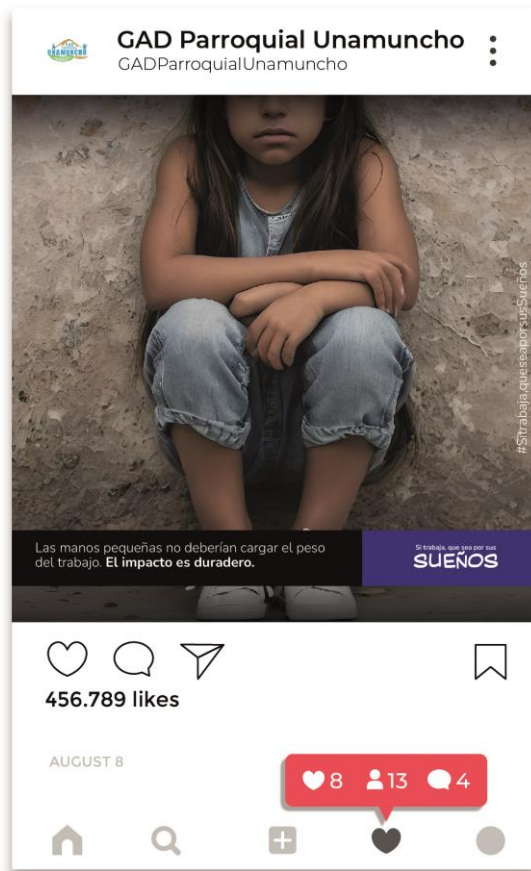 UNAMUNCHO
GAD Parroquial Unamuncho
GADParroquialUnamuncho
#Sitrabaja,queseaporsusSueños
Las manos pequeñas no deberían cargar el peso
del trabajo. El impacto es duradero.
Si trabaja, que sea por sus
SUEÑOS
456.789 likes
AUGUST 8
8 13 4